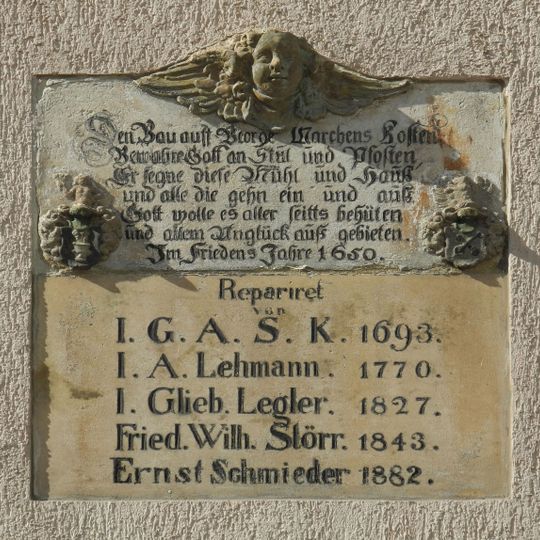 Den Bau auff George Marchens Kosten
Bewahre Gott an Stül und Pfosten
Er segne diese Mühl und Hauß
und alle die gehn ein und auß
Gott wolle es aller seitts behüten
und allem Unglück auß gebieten.
Im Friedens Jahre 1650.
Repariret
von
I. G. A. S. K. 1693.
I. A. Lehmann. 1770.
I. Glieb. Legler. 1827.
Fried. Wilh. Störr. 1843.
Ernst Schmieder 1882.